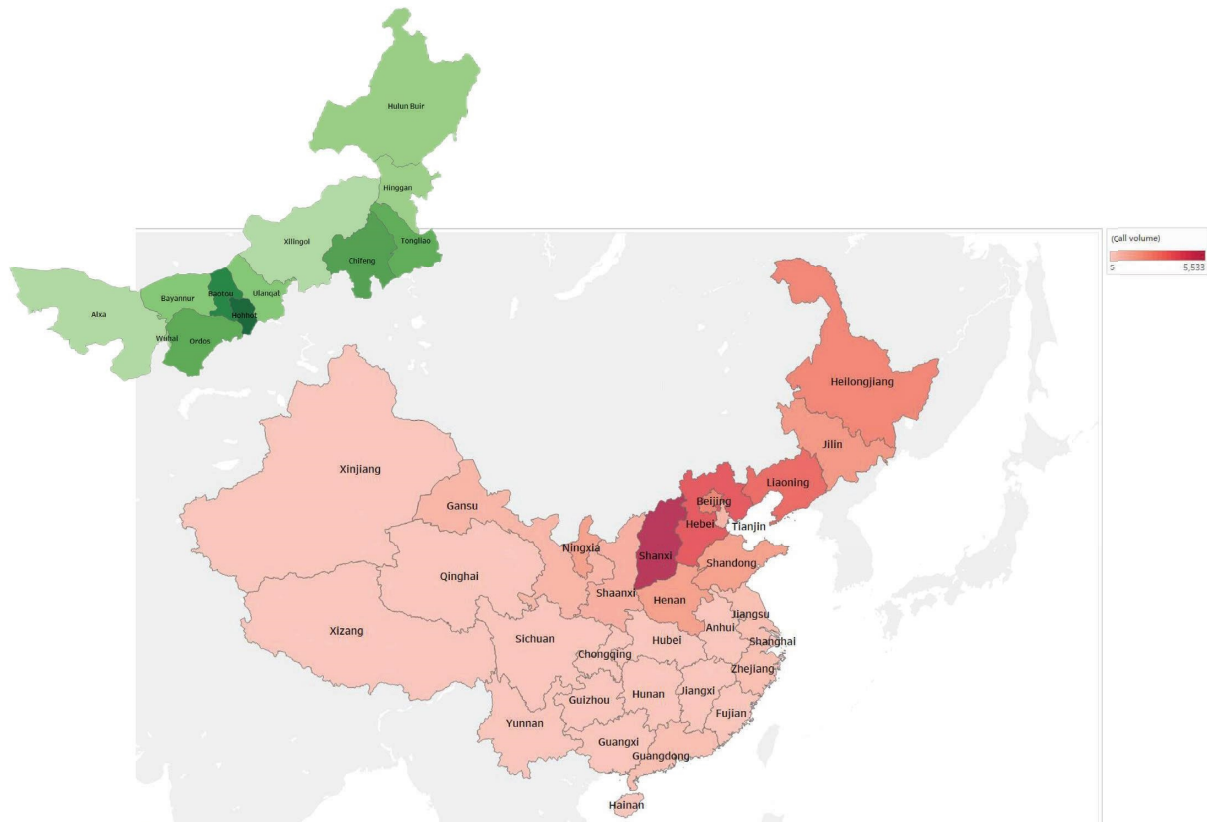 Hulun Buir
Hinggan
Xilingol
Tongliao
Chifeng
(Call volume)
5 5,533
Bayannur
Baotou
Ulanqat
Alxa
Hohhot
Wuhai
Ordos
Heilongjiang
Jilin
Xinjiang
Liaoning
Beijing
Gansu
Hebei
Tianjin
Ningxia
Shanxi
Shandong
Qinghai
Shaanxi
Henan
Jiangsu
Xizang
Anhui
Sichuan
Hubei
Shanghai
Chongqing
Zhejiang
Guizhou
Hunan
Jiangxi
Yunnan
Fujian
Guangxi
Guangdong
Hainan